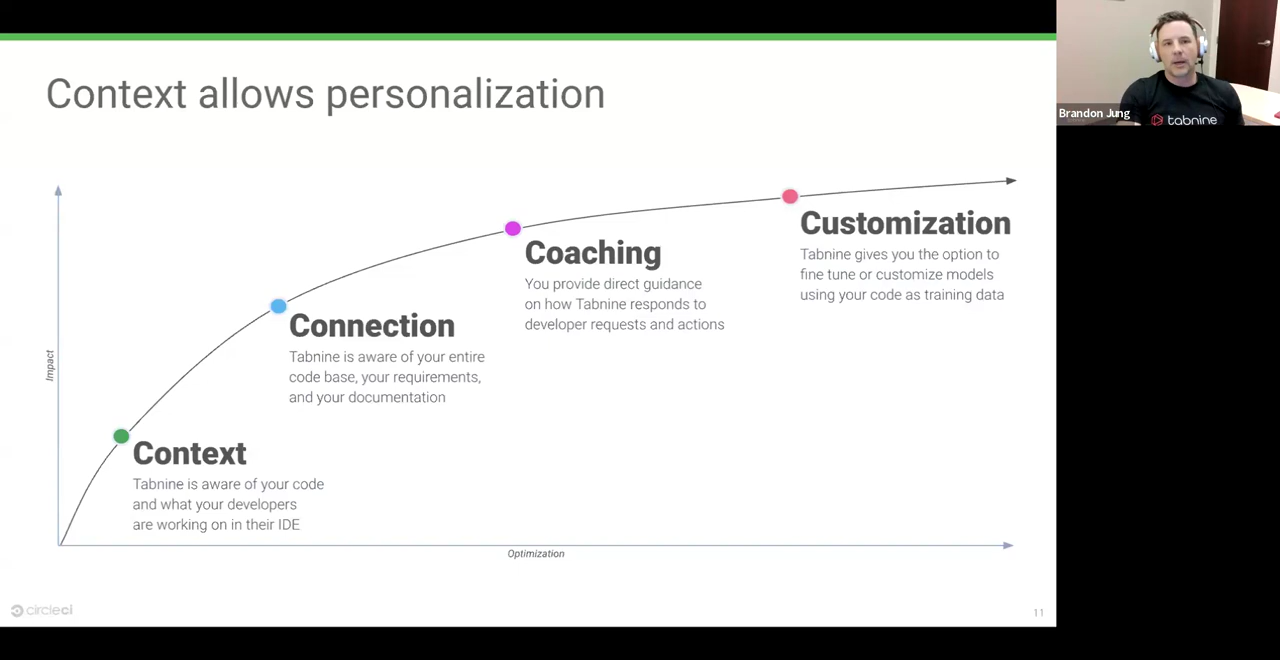 Context allows personalization
Brandon Jung
tabnine
Customization
Tabnine gives you the option to
fine tune or customize models
using your code as training data
Coaching
You provide direct guidance
on how Tabnine responds to
developer requests and actions
Connection
Tabnine is aware of your entire
code base, your requirements,
and your documentation
Impact
Context
Tabnine is aware of your code
and what your developers
are working on in their IDE
Optimization
circleci
11